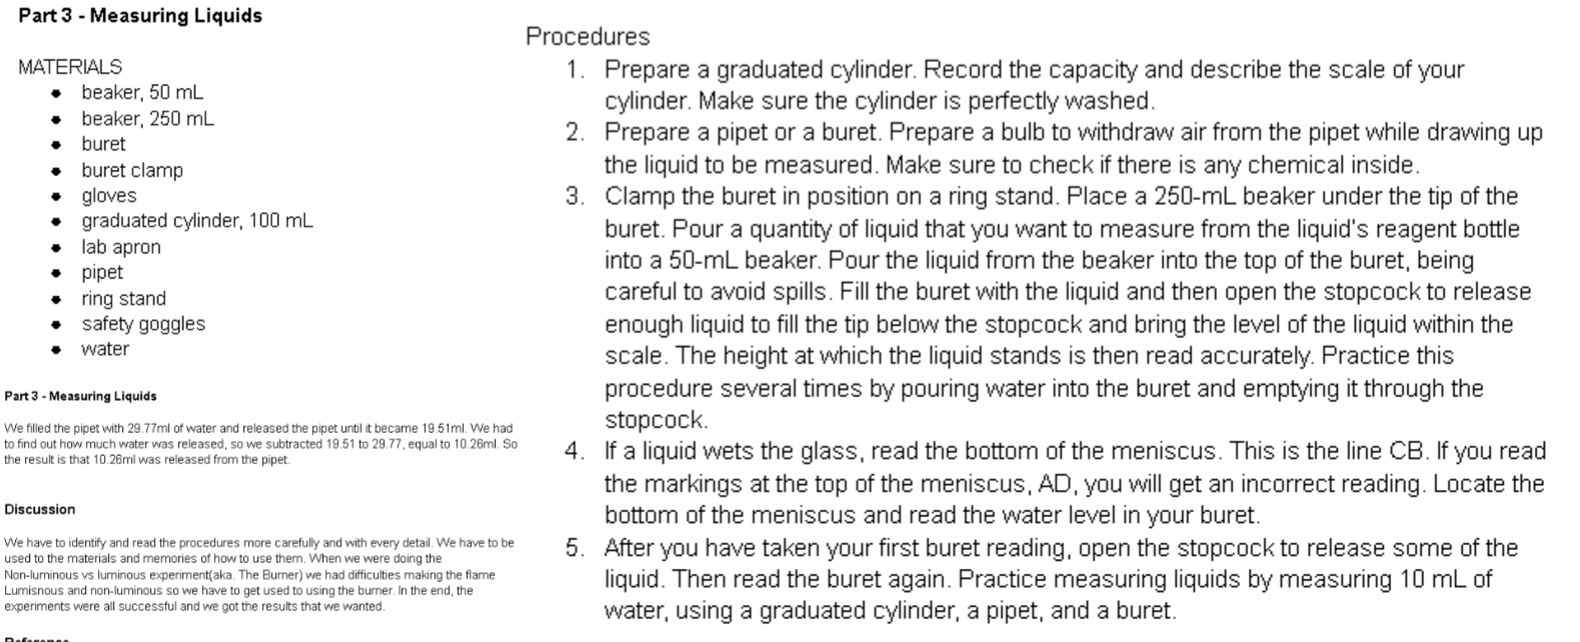 Part 3 - Measuring Liquids
MATERIALS
● beaker, 50 mL
● beaker, 250 mL
● buret
● buret clamp
● gloves
● graduated cylinder, 100 mL
● lab apron
● pipet
● ring stand
● safety goggles
● water
Part 3 - Measuring Liquids
We filled the pipet with 29.77ml of water and released the pipet until it became 19.51ml. We had
to find out how much water was released, so we subtracted 19.51 to 29.77, equal to 10.26ml. So
the result is that 10.26ml was released from the pipet.
Discussion
We have to identify and read the procedures more carefully and with every detail. We have to be
used to the materials and memories of how to use them. When we were doing the
Non-luminous vs luminous experiment(aka. The Burner) we had difficulties making the flame
Lumisnous and non-luminous so we have to get used to using the burner. In the end, the
experiments were all successful and we got the results that we wanted.
Reference
Procedures
1. Prepare a graduated cylinder. Record the capacity and describe the scale of your
cylinder. Make sure the cylinder is perfectly washed.
2. Prepare a pipet or a buret. Prepare a bulb to withdraw air from the pipet while drawing up
the liquid to be measured. Make sure to check if there is any chemical inside.
3. Clamp the buret in position on a ring stand. Place a 250-mL beaker under the tip of the
buret. Pour a quantity of liquid that you want to measure from the liquid's reagent bottle
into a 50-mL beaker. Pour the liquid from the beaker into the top of the buret, being
careful to avoid spills. Fill the buret with the liquid and then open the stopcock to release
enough liquid to fill the tip below the stopcock and bring the level of the liquid within the
scale. The height at which the liquid stands is then read accurately. Practice this
procedure several times by pouring water into the buret and emptying it through the
stopcock.
4. If a liquid wets the glass, read the bottom of the meniscus. This is the line CB. If you read
the markings at the top of the meniscus, AD, you will get an incorrect reading. Locate the
bottom of the meniscus and read the water level in your buret.
5. After you have taken your first buret reading, open the stopcock to release some of the
liquid. Then read the buret again. Practice measuring liquids by measuring 10 mL of
water, using a graduated cylinder, a pipet, and a buret.